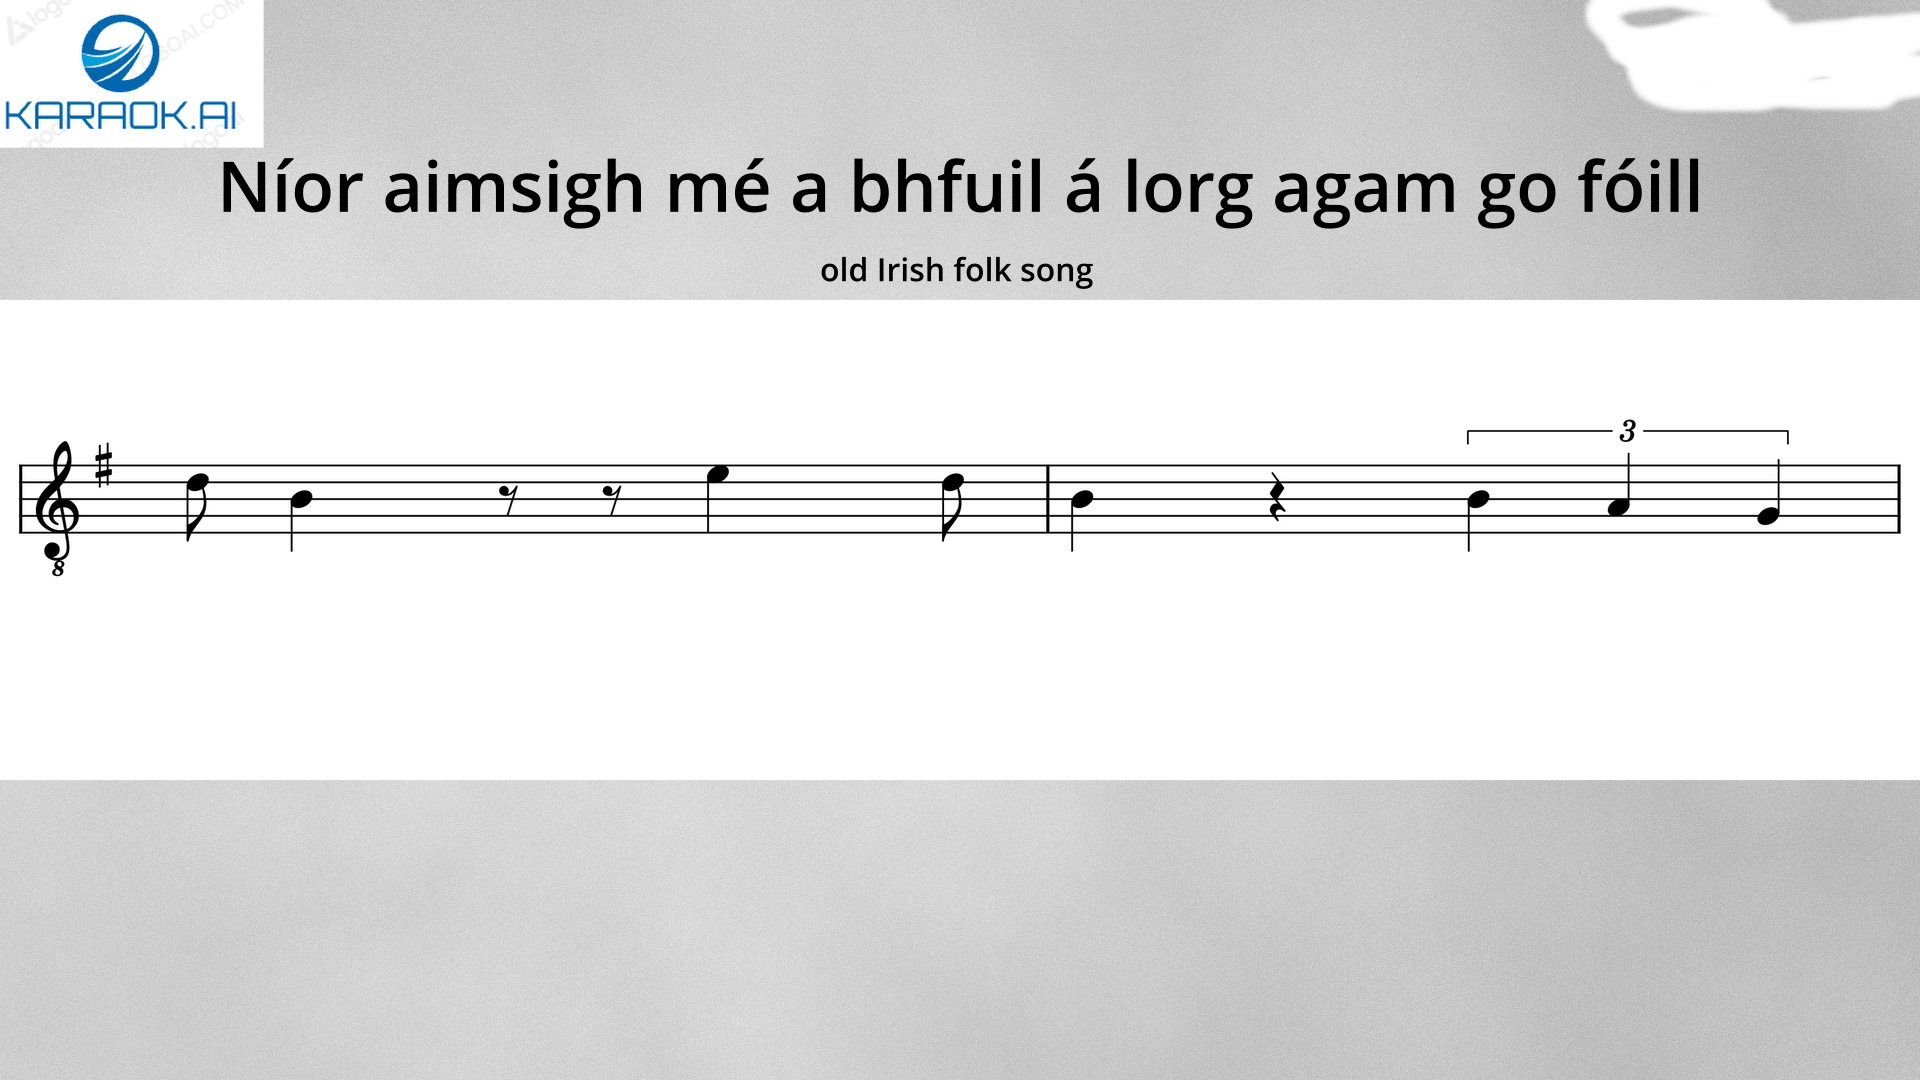 KARAOK.AI
Níor aimsigh mé a bhfuil á lorg agam go fóill
old Irish folk song
3
8